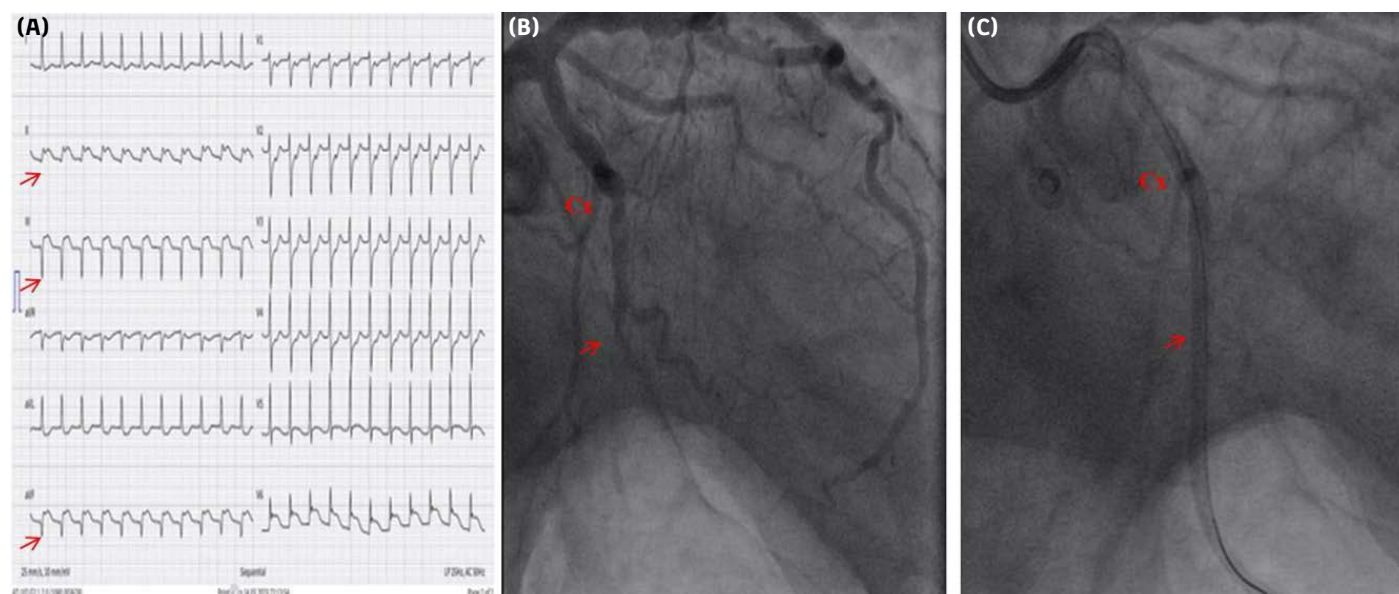 (A)
(B)
(C)
I
V1
II
V2
III
V3
aVR
V4
aVL
V5
aVF
V6
Cx
Cx
25 mm/s, 10 mm/mV
Sequential